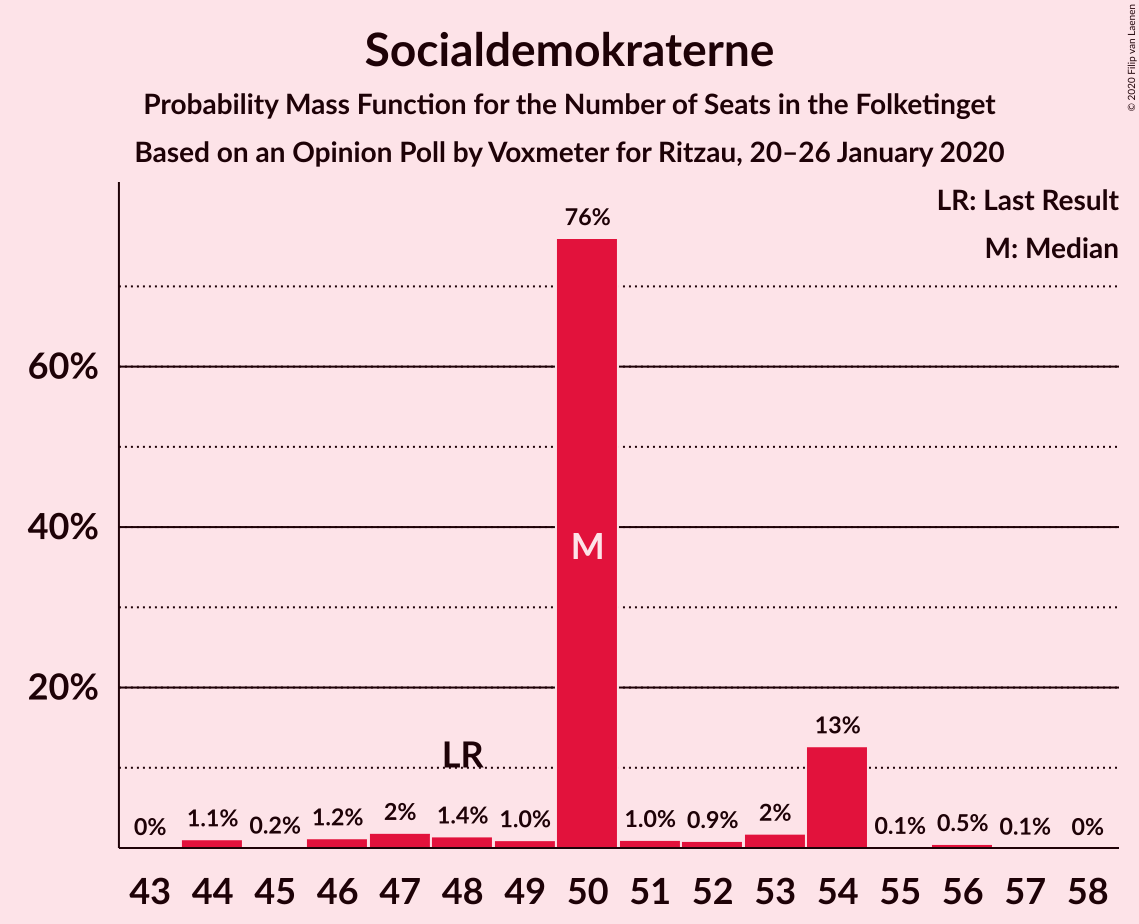 Socialdemokraterne
Probability Mass Function for the Number of Seats in the Folketinget
Based on an Opinion Poll by Voxmeter for Ritzau, 20–26 January 2020
© 2020 Filip van Laenen
LR: Last Result
M: Median
76%
60%
40%
M
20%
13%
LR
0% 1.1% 0.2% 1.2% 2% 1.4% 1.0% 1.0% 0.9% 2% 0.1% 0.5% 0.1% 0%
43 44 45 46 47 48 49 50 51 52 53 54 55 56 57 58